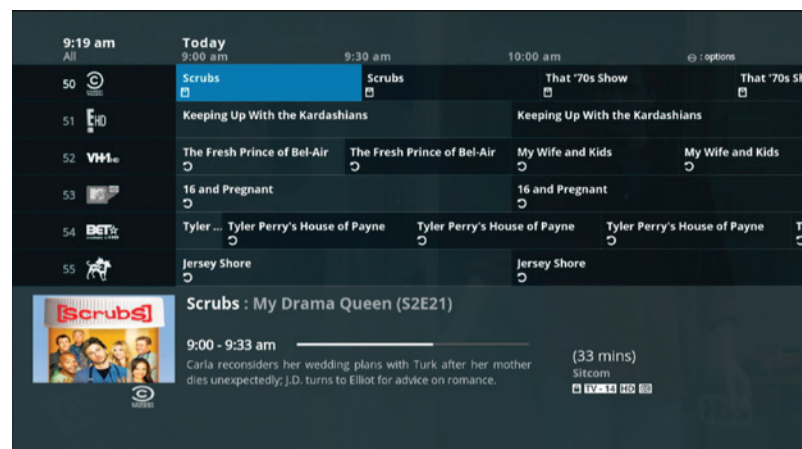 9:19 am
All
Today
9:00 am 9:30 am 10:00 am : options
50 Scrubs Scrubs That '70s Show That '70s S
51 E HD Keeping Up With the Kardashians Keeping Up With the Kardashians
52 VH1 The Fresh Prince of Bel-Air The Fresh Prince of Bel-Air My Wife and Kids My Wife and Kids
53 16 and Pregnant 16 and Pregnant
54 BET Tyler ... Tyler Perry's House of Payne Tyler Perry's House of Payne Tyler Perry's House of Payne T
55 Jersey Shore Jersey Shore
[Scrubs]
Scrubs : My Drama Queen (S2E21)
9:00 - 9:33 am
Carla reconsiders her wedding plans with Turk after her mother
dies unexpectedly; J.D. turns to Elliot for advice on romance.
(33 mins)
Sitcom
TV - 14 HD CC